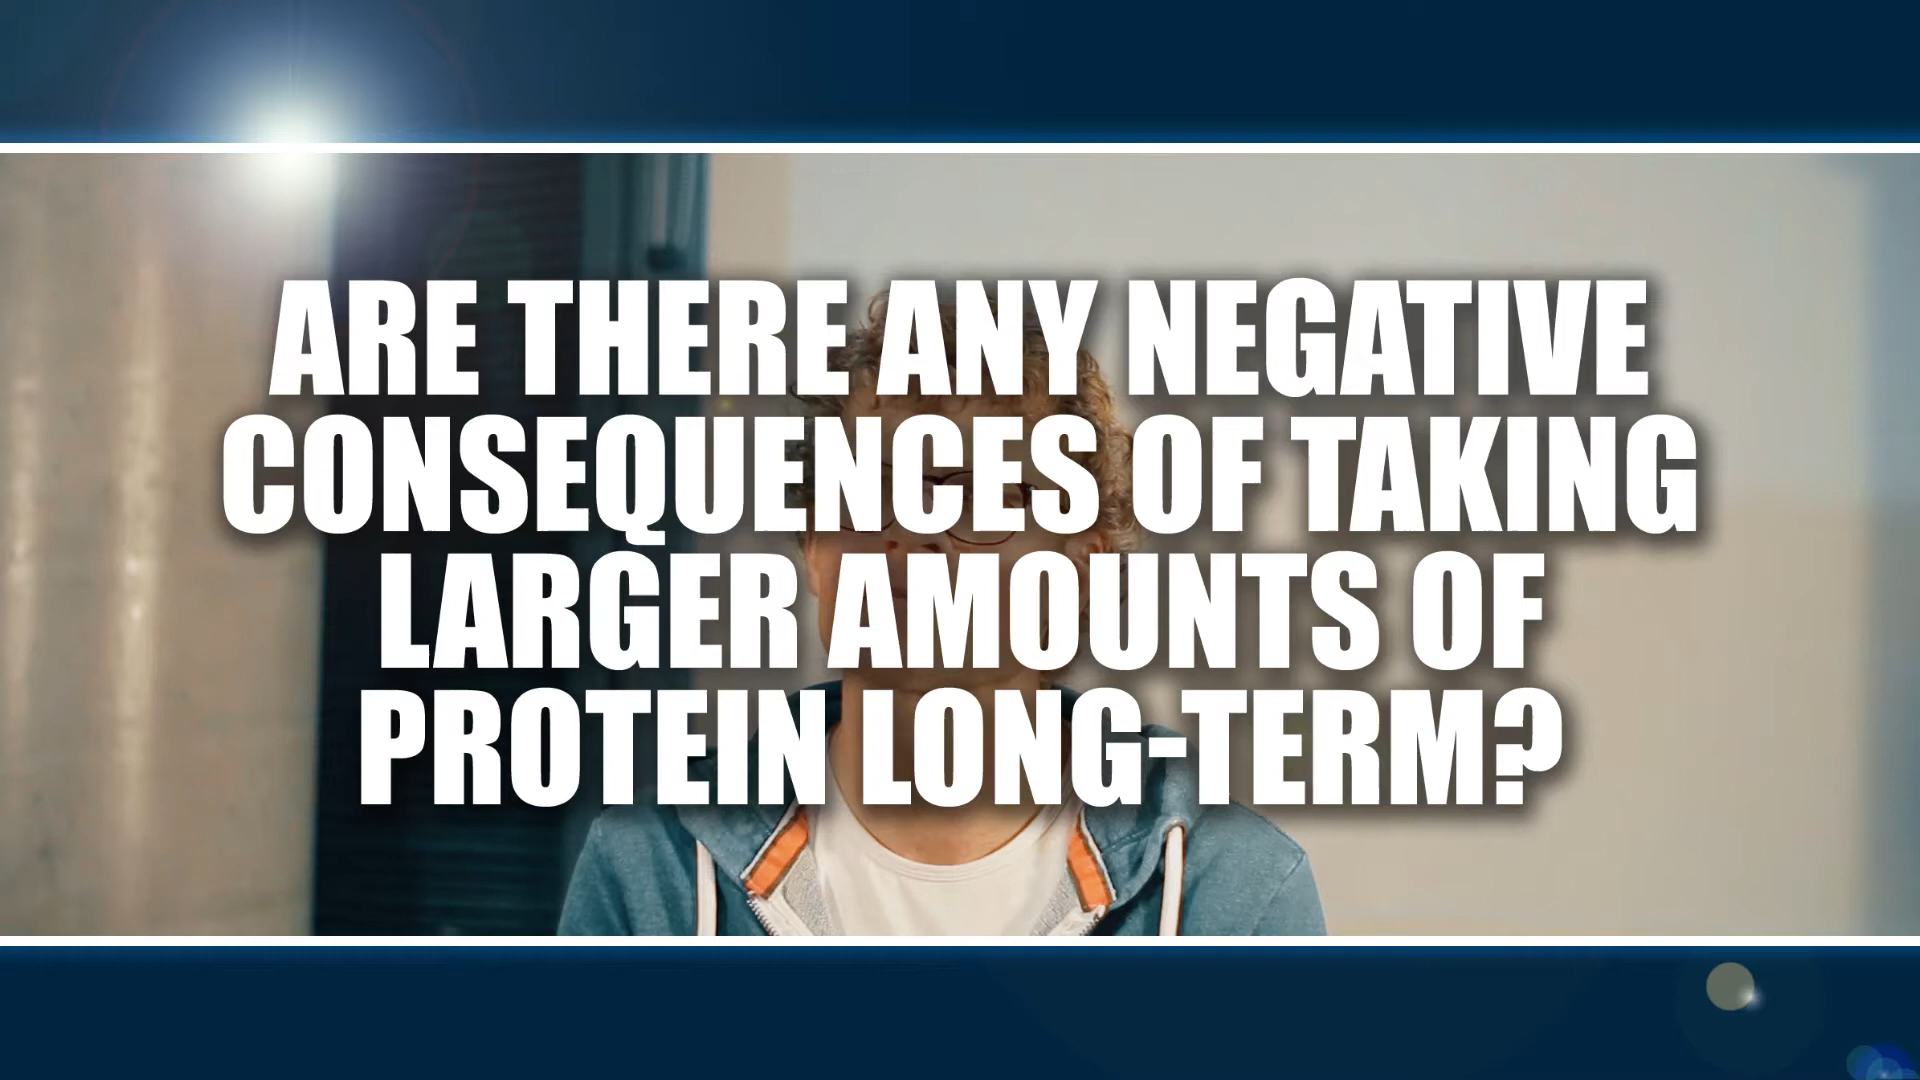 ARE THERE ANY NEGATIVE
CONSEQUENCES OF TAKING
LARGER AMOUNTS OF
PROTEIN LONG-TERM?